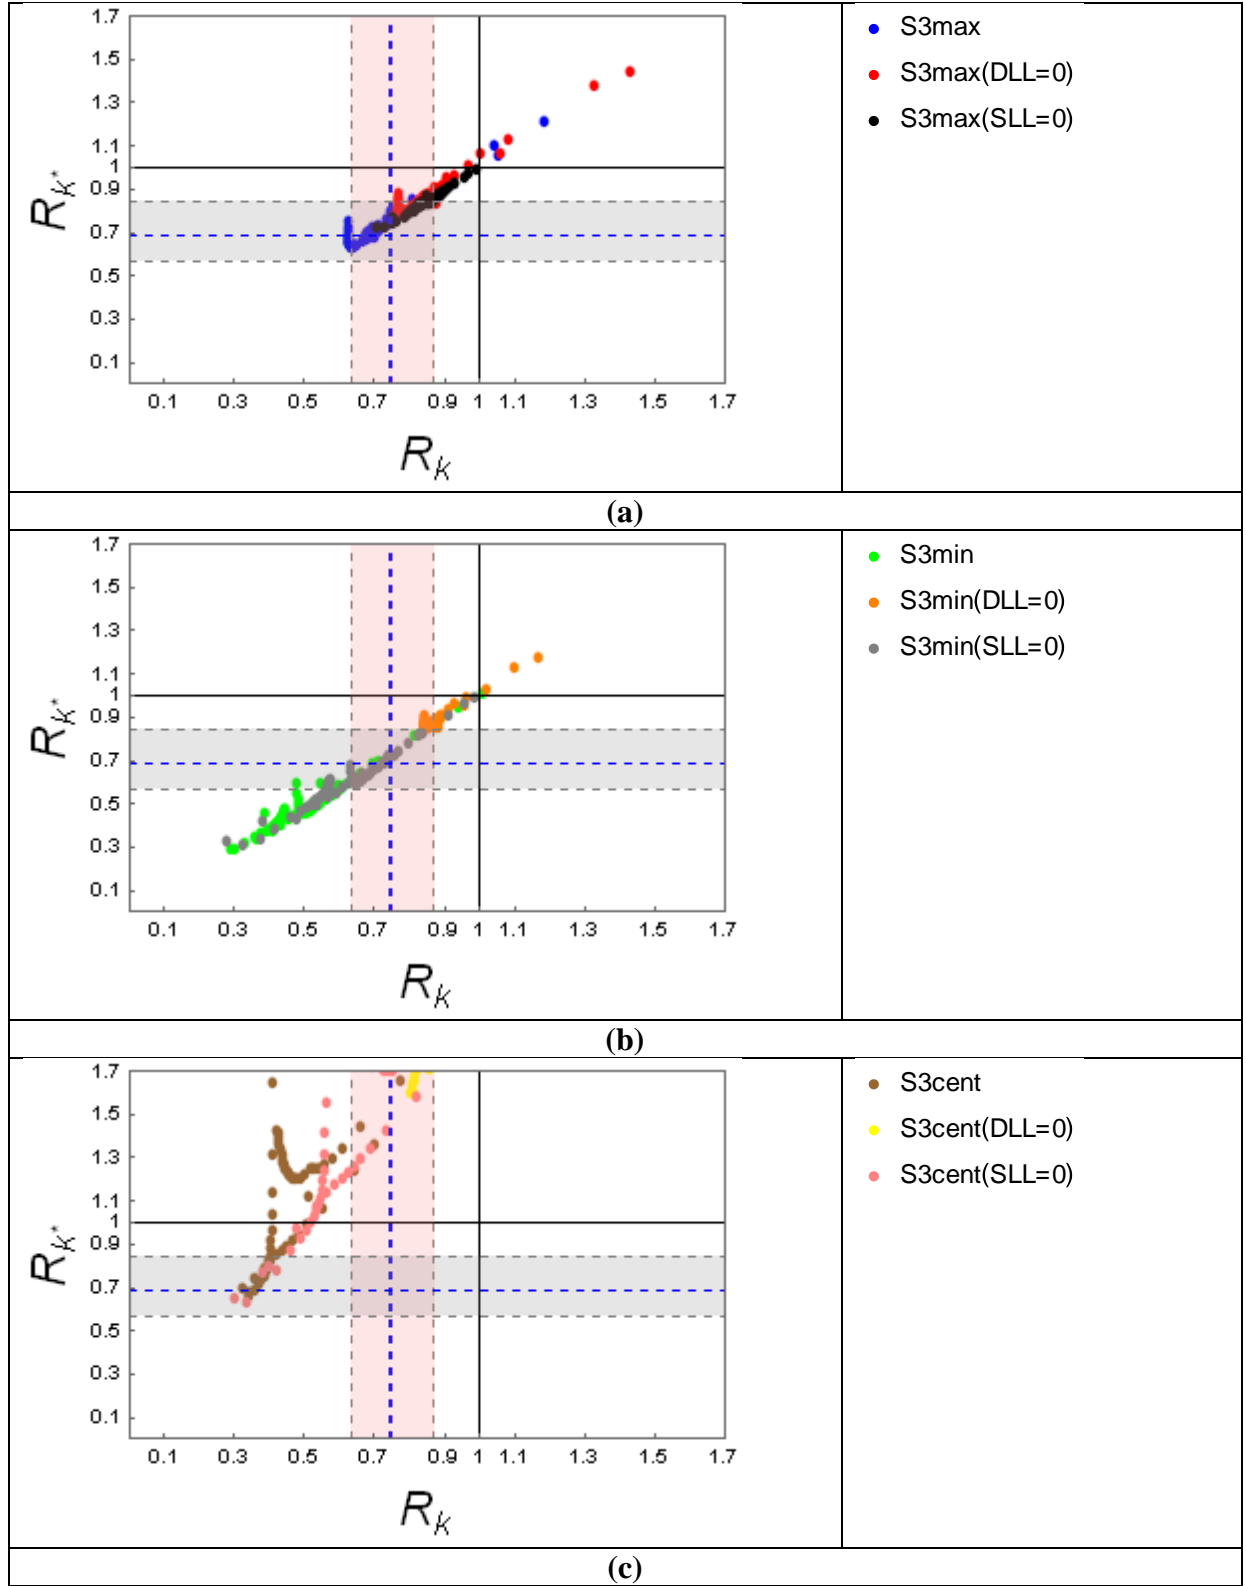 1.7
1.5
1.3
1.1
1
0.9
0.7
0.5
0.3
0.1
R_k*
0.1 0.3 0.5 0.7 0.9 1 1.1 1.3 1.5 1.7
R_k
S3max
S3max(DLL=0)
S3max(SLL=0)
(a)
1.7
1.5
1.3
1.1
1
0.9
0.7
0.5
0.3
0.1
R_k*
0.1 0.3 0.5 0.7 0.9 1 1.1 1.3 1.5 1.7
R_k
S3min
S3min(DLL=0)
S3min(SLL=0)
(b)
1.7
1.5
1.3
1.1
1
0.9
0.7
0.5
0.3
0.1
R_k*
0.1 0.3 0.5 0.7 0.9 1 1.1 1.3 1.5 1.7
R_k
S3cent
S3cent(DLL=0)
S3cent(SLL=0)
(c)